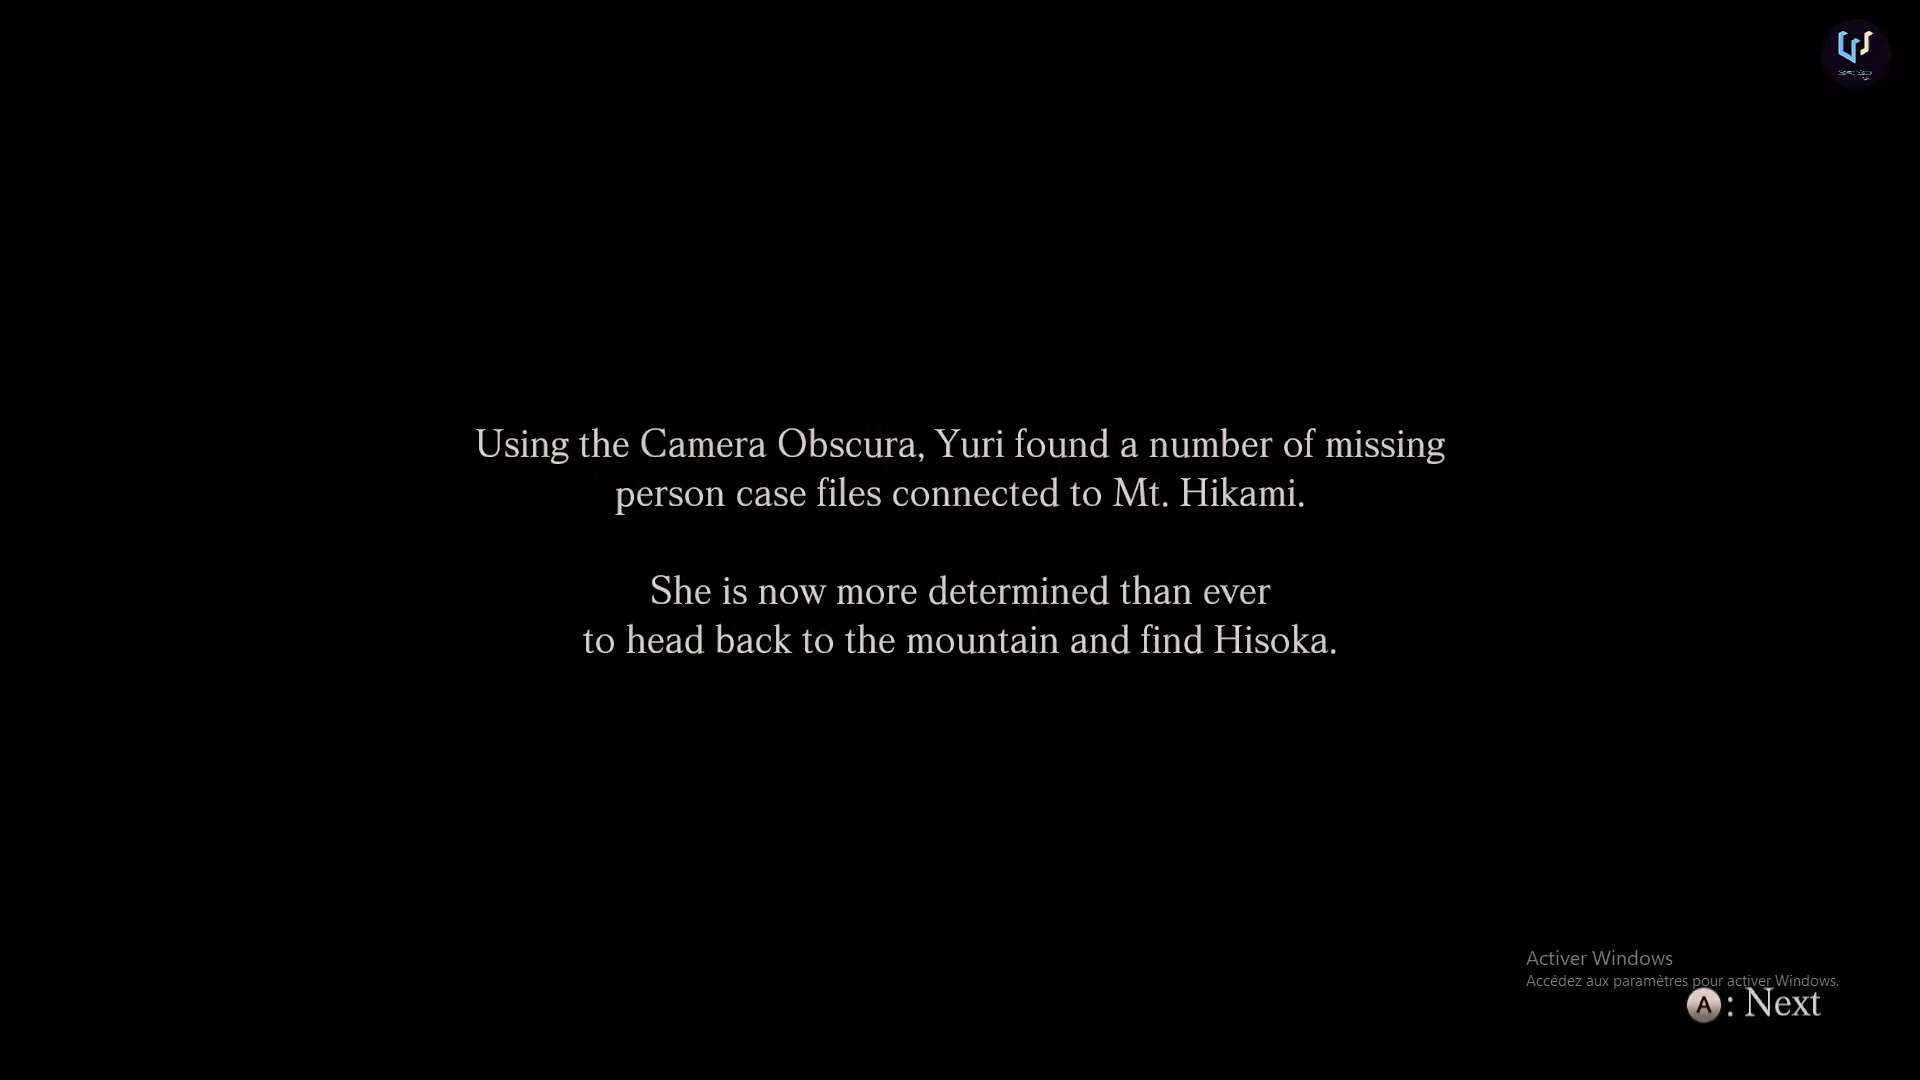 Using the Camera Obscura, Yuri found a number of missing
person case files connected to Mt. Hikami.
She is now more determined than ever
to head back to the mountain and find Hisoka.
Activer Windows
Accédez aux paramètres pour activer Windows.
A : Next